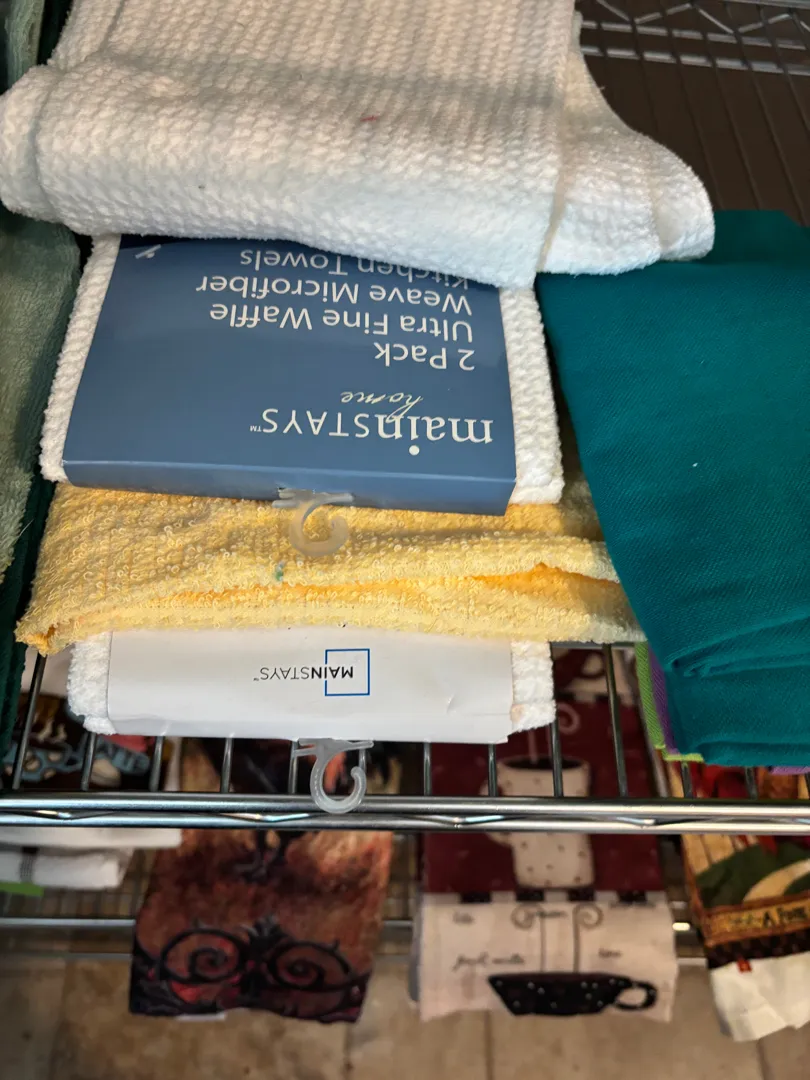 mainSTAYS™
home
2 Pack
Ultra Fine Waffle
Weave Microfiber
Kitchen Towels
MAINSTAYS™